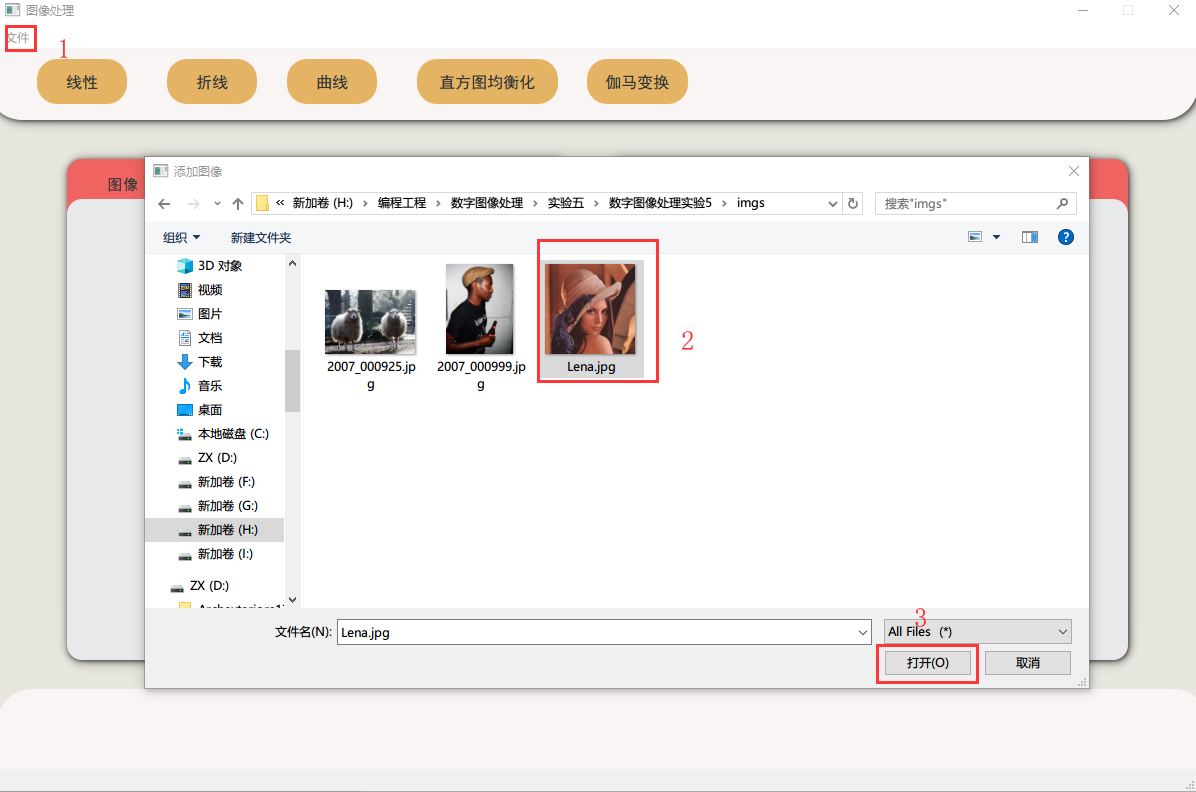 图像处理
文件
1
线性
折线
曲线
直方图均衡化
伽马变换
图像
添加图像
« 新加卷 (H:) › 编程工程 › 数字图像处理 › 实验五 › 数字图像处理实验5 › imgs
搜索"imgs"
组织
新建文件夹
3D 对象
视频
图片
文档
下载
音乐
桌面
本地磁盘 (C:)
ZX (D:)
新加卷 (F:)
新加卷 (G:)
新加卷 (H:)
新加卷 (I:)
ZX (D:)
2007_000925.jp
g
2007_000999.jp
g
Lena.jpg
2
文件名(N):
Lena.jpg
3
All Files (*)
打开(O)
取消